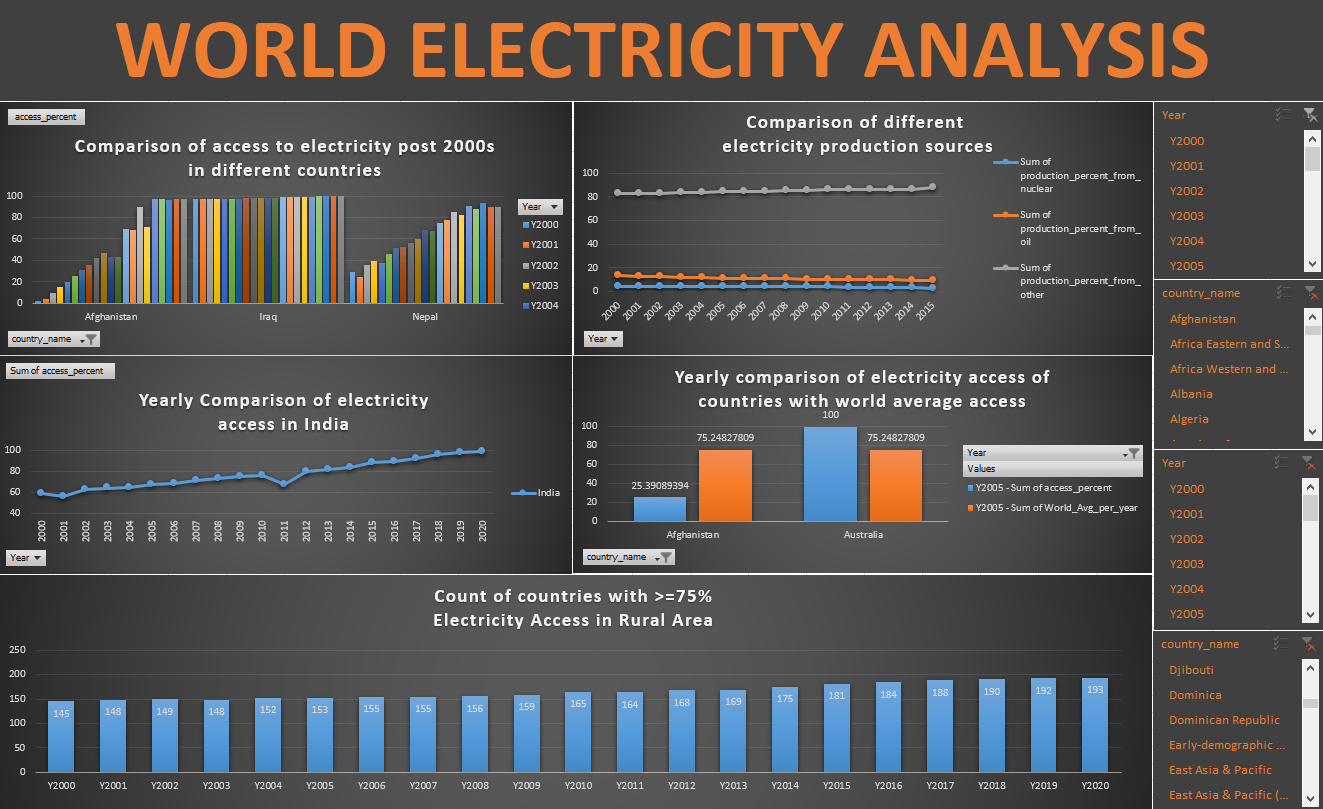 WORLD ELECTRICITY ANALYSIS
access_percent
Comparison of access to electricity post 2000s
in different countries
100
80
60
40
20
0
Afghanistan
Iraq
Nepal
Year
Y2000
Y2001
Y2002
Y2003
Y2004
country_name
Comparison of different
electricity production sources
100
80
60
40
20
0
2000
2001
2002
2003
2004
2005
2006
2007
2008
2009
2010
2011
2012
2013
2014
2015
Sum of
production_percent_from_
nuclear
Sum of
production_percent_from_
oil
Sum of
production_percent_from_
other
Year
Sum of access_percent
Yearly Comparison of electricity
access in India
100
80
60
40
2000
2001
2002
2003
2004
2005
2006
2007
2008
2009
2010
2011
2012
2013
2014
2015
2016
2017
2018
2019
2020
India
Year
Yearly comparison of electricity access of
countries with world average access
100
80
60
40
20
0
25.39089394
75.24827809
100
75.24827809
Afghanistan
Australia
Year
Values
Y2005 - Sum of access_percent
Y2005 - Sum of World_Avg_per_year
country_name
Count of countries with >=75%
Electricity Access in Rural Area
250
200
150
100
50
0
145
148
149
148
152
153
155
155
156
159
165
164
168
169
175
181
184
188
190
192
193
Y2000
Y2001
Y2002
Y2003
Y2004
Y2005
Y2006
Y2007
Y2008
Y2009
Y2010
Y2011
Y2012
Y2013
Y2014
Y2015
Y2016
Y2017
Y2018
Y2019
Y2020
Year
Y2000
Y2001
Y2002
Y2003
Y2004
Y2005
country_name
Afghanistan
Africa Eastern and S...
Africa Western and ...
Albania
Algeria
Year
Y2000
Y2001
Y2002
Y2003
Y2004
Y2005
country_name
Djibouti
Dominica
Dominican Republic
Early-demographic ...
East Asia & Pacific
East Asia & Pacific (...